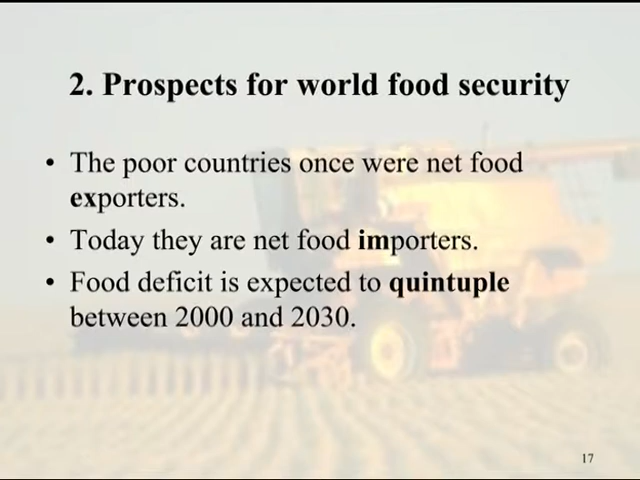 2. Prospects for world food security
• The poor countries once were net food
exporters.
• Today they are net food importers.
• Food deficit is expected to quintuple
between 2000 and 2030.
17